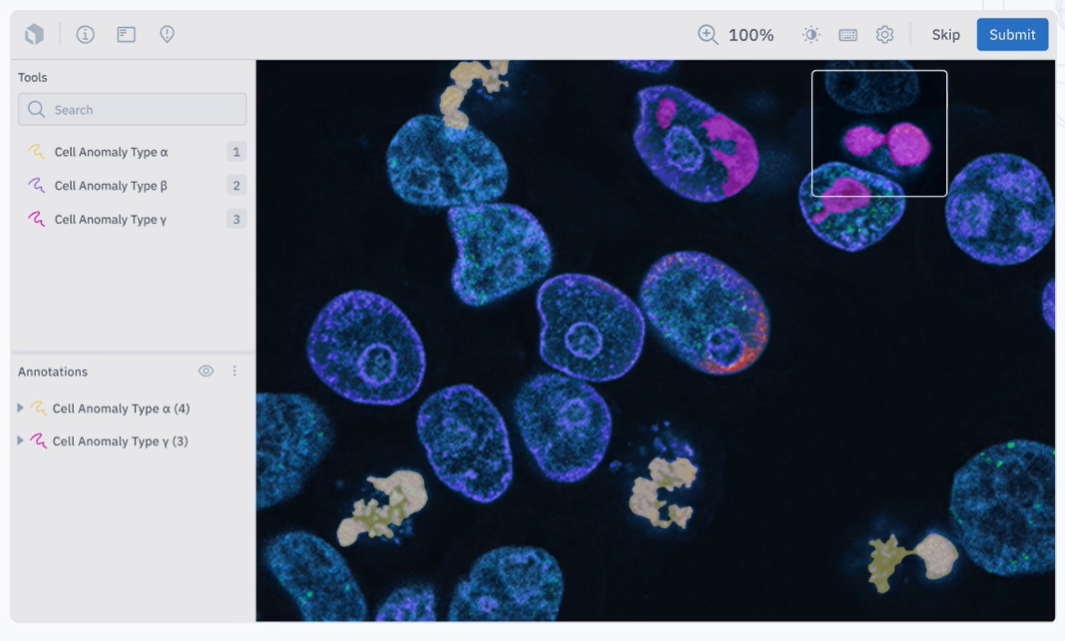 100%
Skip
Submit
Tools
Search
Cell Anomaly Type α 1
Cell Anomaly Type β 2
Cell Anomaly Type γ 3
Annotations
Cell Anomaly Type α (4)
Cell Anomaly Type γ (3)